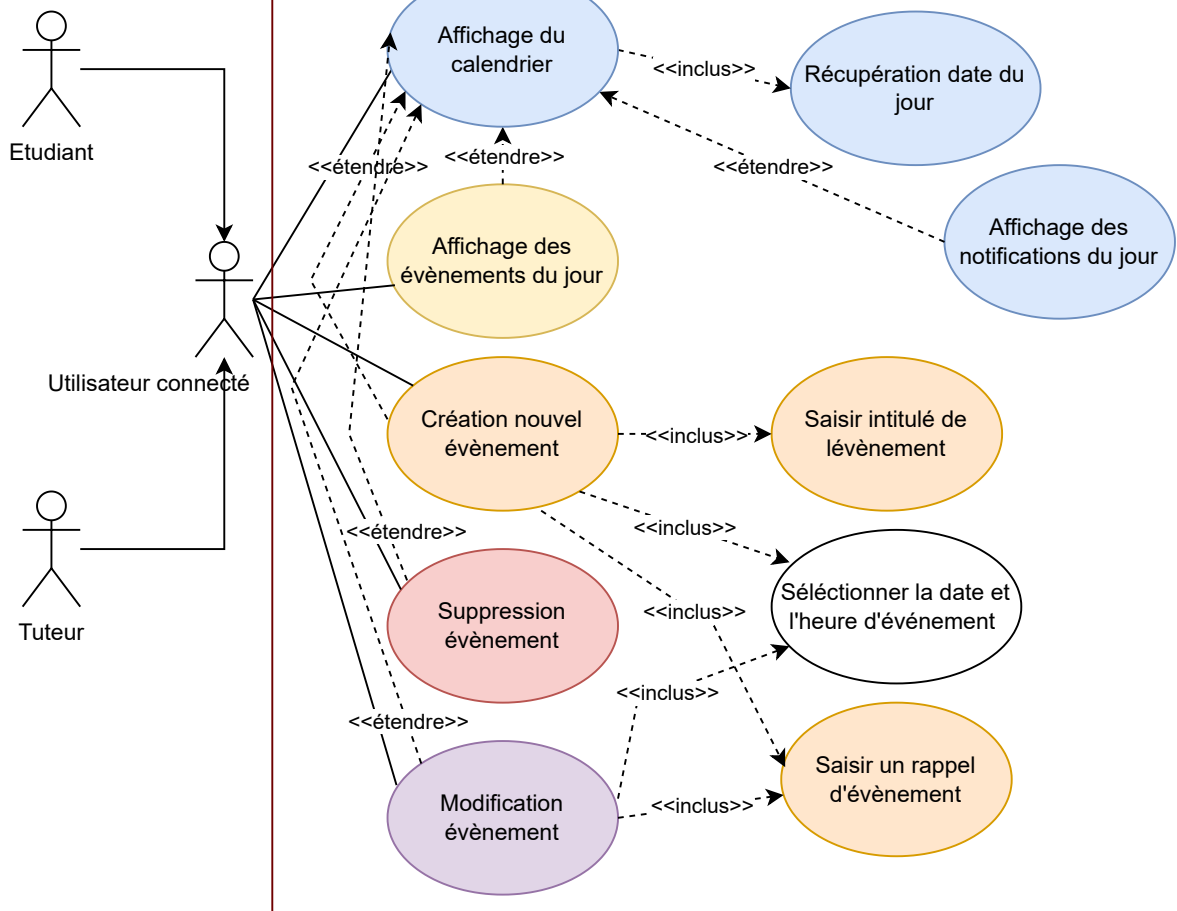 Etudiant
Utilisateur connecté
Tuteur
Affichage du
calendrier
<<inclus>>
Récupération date du
jour
<<étendre>>
<<étendre>>
<<étendre>>
Affichage des
évènements du jour
Affichage des
notifications du jour
Création nouvel
évènement
<<inclus>>
Saisir intitulé de
lévènement
<<étendre>>
<<inclus>>
Suppression
évènement
<<inclus>>
Séléctionner la date et
l'heure d'événement
<<étendre>>
<<inclus>>
Modification
évènement
<<inclus>>
Saisir un rappel
d'évènement